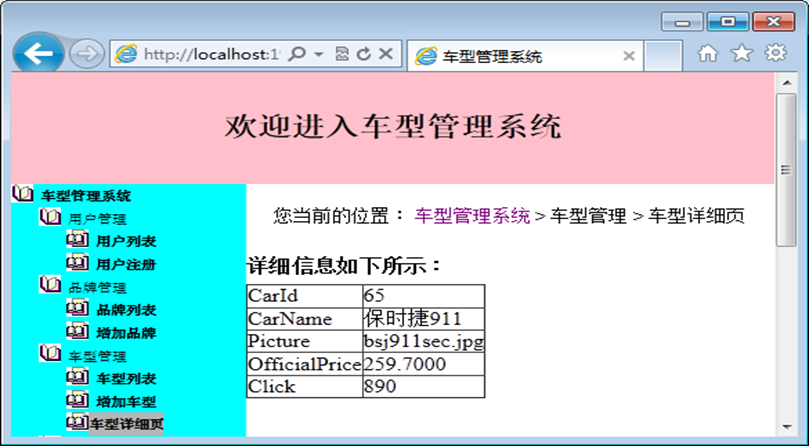 http://localhost:1
车型管理系统
欢迎进入车型管理系统
车型管理系统
用户管理
用户列表
用户注册
品牌管理
品牌列表
增加品牌
车型管理
车型列表
增加车型
车型详细页
您当前的位置： 车型管理系统 > 车型管理 > 车型详细页
详细信息如下所示：
CarId 65
CarName 保时捷911
Picture bsj911sec.jpg
OfficialPrice 259.7000
Click 890